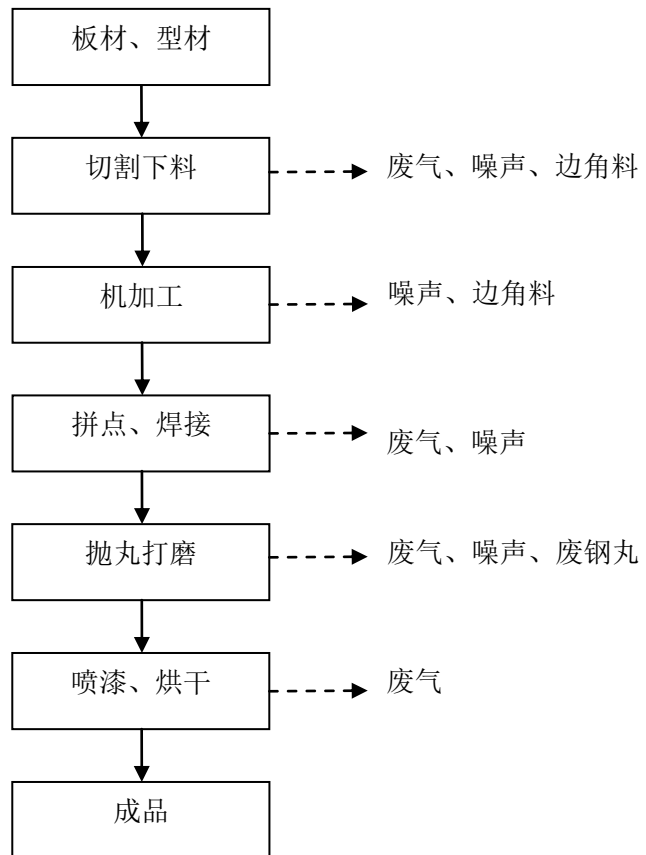 板材、型材
切割下料
废气、噪声、边角料
机加工
噪声、边角料
拼点、焊接
废气、噪声
抛丸打磨
废气、噪声、废钢丸
喷漆、烘干
废气
成品